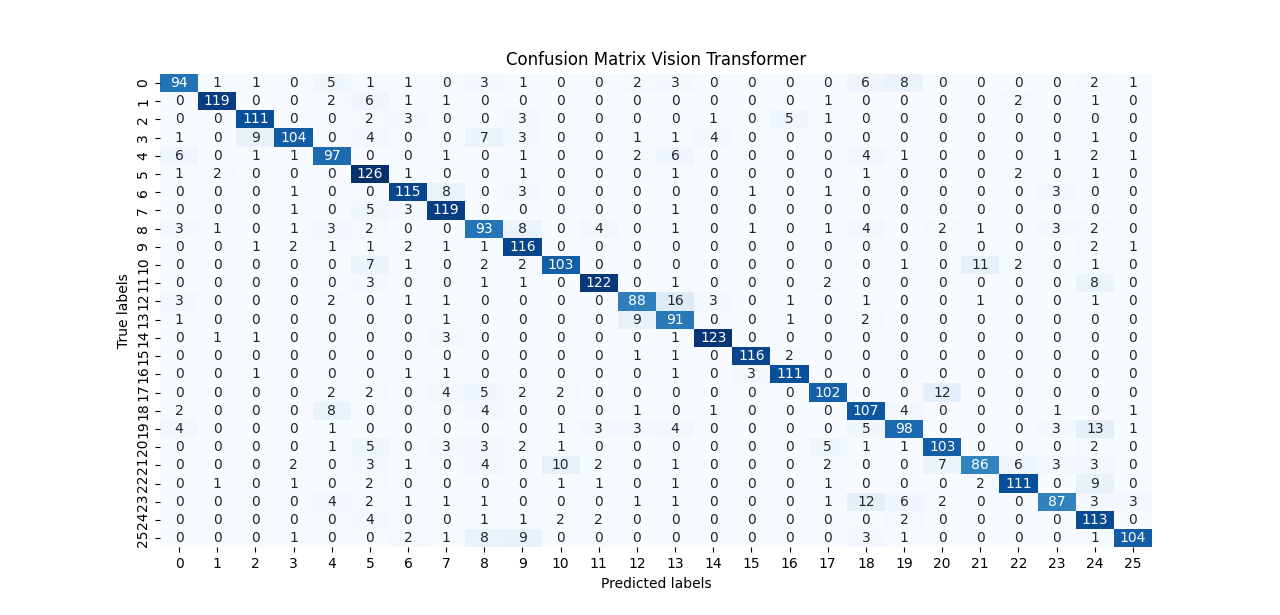 Confusion Matrix Vision Transformer
0 94 1 1 0 5 1 1 0 3 1 0 0 2 3 0 0 0 0 6 8 0 0 0 0 2 1
1 0 119 0 0 2 6 1 1 0 0 0 0 0 0 0 0 0 1 0 0 0 0 2 0 1 0
2 0 0 111 0 0 2 3 0 0 3 0 0 0 0 1 0 5 1 0 0 0 0 0 0 0 0
3 1 0 9 104 0 4 0 0 7 3 0 0 1 1 4 0 0 0 0 0 0 0 0 0 1 0
4 6 0 1 1 97 0 0 1 0 1 0 0 2 6 0 0 0 0 4 1 0 0 0 1 2 1
5 1 2 0 0 0 126 1 0 0 1 0 0 0 1 0 0 0 0 1 0 0 0 2 0 1 0
6 0 0 0 1 0 0 115 8 0 3 0 0 0 0 0 1 0 1 0 0 0 0 0 3 0 0
7 0 0 0 1 0 5 3 119 0 0 0 0 0 1 0 0 0 0 0 0 0 0 0 0 0 0
8 3 1 0 1 3 2 0 0 93 8 0 4 0 1 0 1 0 1 4 0 2 1 0 3 2 0
9 0 0 1 2 1 1 2 1 1 116 0 0 0 0 0 0 0 0 0 0 0 0 0 0 2 1
10 0 0 0 0 0 7 1 0 2 2 103 0 0 0 0 0 0 0 0 1 0 11 2 0 1 0
11 0 0 0 0 0 3 0 0 1 1 0 122 0 1 0 0 0 2 0 0 0 0 0 0 8 0
12 3 0 0 0 2 0 1 1 0 0 0 0 88 16 3 0 1 0 1 0 0 1 0 0 1 0
13 1 0 0 0 0 0 0 1 0 0 0 0 9 91 0 0 1 0 2 0 0 0 0 0 0 0
14 0 1 1 0 0 0 0 3 0 0 0 0 0 1 123 0 0 0 0 0 0 0 0 0 0 0
15 0 0 0 0 0 0 0 0 0 0 0 0 1 1 0 116 2 0 0 0 0 0 0 0 0 0
16 0 0 1 0 0 0 1 1 0 0 0 0 0 1 0 3 111 0 0 0 0 0 0 0 0 0
17 0 0 0 0 2 2 0 4 5 2 2 0 0 0 0 0 0 102 0 0 12 0 0 0 0 0
18 2 0 0 0 8 0 0 0 4 0 0 0 1 0 1 0 0 0 107 4 0 0 0 1 0 1
19 4 0 0 0 1 0 0 0 0 0 1 3 3 4 0 0 0 0 5 98 0 0 0 3 13 1
20 0 0 0 0 1 5 0 3 3 2 1 0 0 0 0 0 0 5 1 1 103 0 0 0 2 0
21 0 0 0 2 0 3 1 0 4 0 10 2 0 1 0 0 0 2 0 0 7 86 6 3 3 0
22 0 1 0 1 0 2 0 0 0 0 1 1 0 0 0 0 0 1 0 0 0 2 111 0 9 0
23 0 0 0 0 4 2 1 1 1 0 0 0 1 1 0 0 0 1 12 6 2 0 0 87 3 3
24 0 0 0 0 0 4 0 0 1 1 2 2 0 0 0 0 0 0 0 2 0 0 0 0 113 0
25 0 0 0 1 0 0 2 1 8 9 0 0 0 0 0 0 0 0 3 1 0 0 0 0 1 104
True labels
0 1 2 3 4 5 6 7 8 9 10 11 12 13 14 15 16 17 18 19 20 21 22 23 24 25
Predicted labels